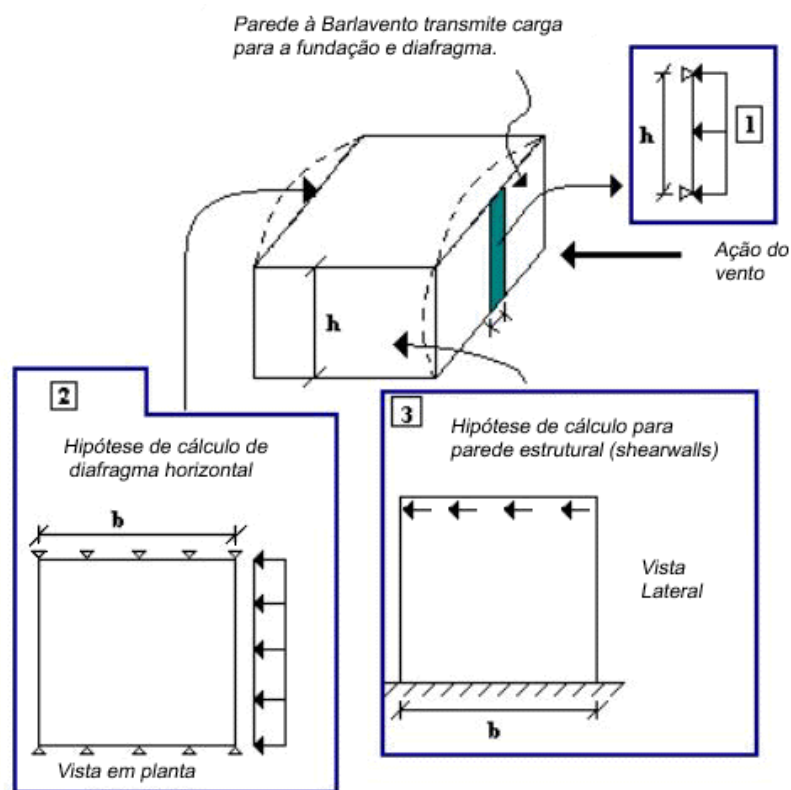 Parede à Barlavento transmite carga
para a fundação e diafragma.
h
1
Ação do
vento
h
2
Hipótese de cálculo de
diafragma horizontal
b
Vista em planta
3
Hipótese de cálculo para
parede estrutural (shearwalls)
Vista
Lateral
b